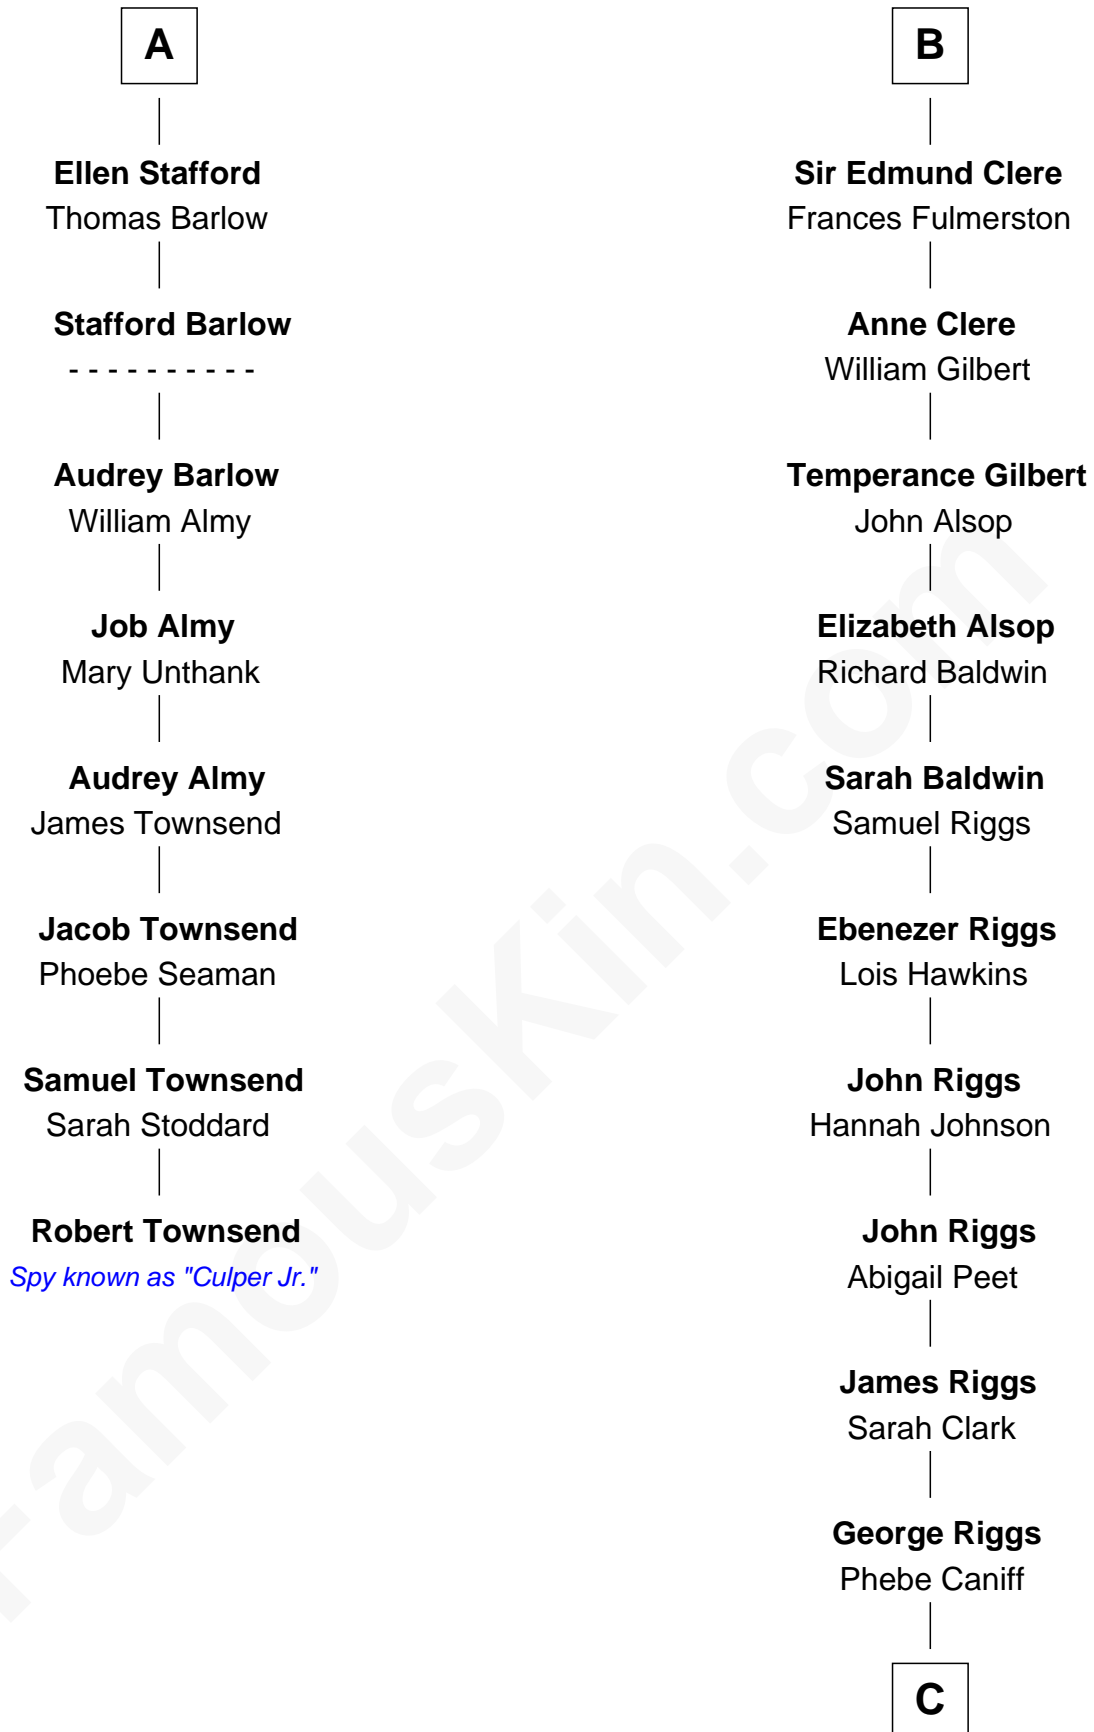 A
Ellen Stafford
Thomas Barlow
Stafford Barlow
- - - - - - - - - -
Audrey Barlow
William Almy
Job Almy
Mary Unthank
Audrey Almy
James Townsend
Jacob Townsend
Phoebe Seaman
Samuel Townsend
Sarah Stoddard
Robert Townsend
Spy known as "Culper Jr."
B
Sir Edmund Clere
Frances Fulmerston
Anne Clere
William Gilbert
Temperance Gilbert
John Alsop
Elizabeth Alsop
Richard Baldwin
Sarah Baldwin
Samuel Riggs
Ebenezer Riggs
Lois Hawkins
John Riggs
Hannah Johnson
John Riggs
Abigail Peet
James Riggs
Sarah Clark
George Riggs
Phebe Caniff
C
FamousKin.com